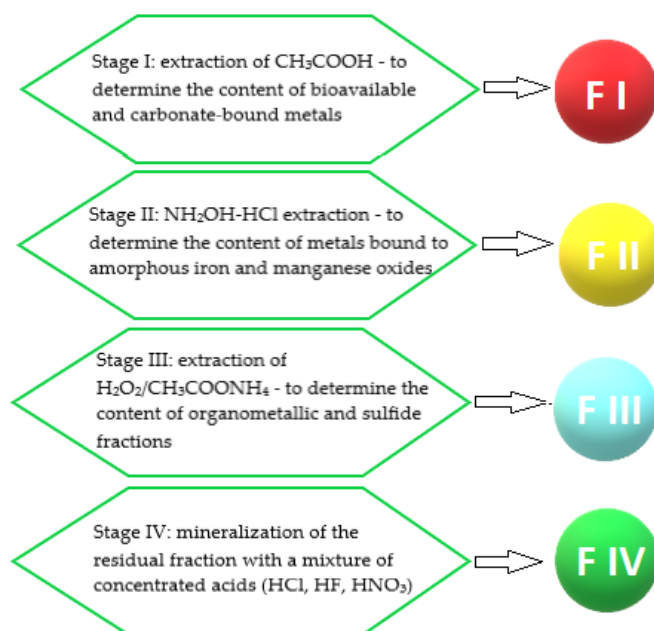 Stage I: extraction of CH₃COOH - to
determine the content of bioavailable
and carbonate-bound metals
F I
Stage II: NH₂OH-HCl extraction - to
determine the content of metals bound to
amorphous iron and manganese oxides
F II
Stage III: extraction of
H₂O₂/CH₃COONH₄ - to determine the
content of organometallic and sulfide
fractions
F III
Stage IV: mineralization of the
residual fraction with a mixture of
concentrated acids (HCl, HF, HNO₃)
F IV